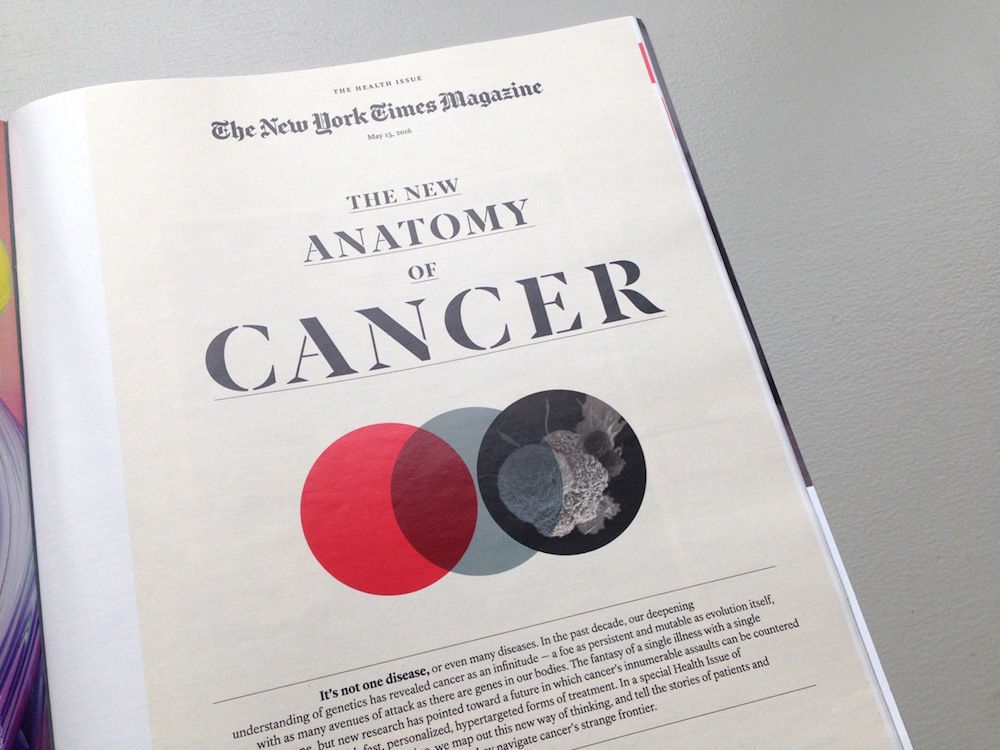 THE HEALTH ISSUE
The New York Times Magazine
May 15, 2016
THE NEW
ANATOMY
OF
CANCER
It's not one disease, or even many diseases. In the past decade, our deepening
understanding of genetics has revealed cancer as an infinitude — a foe as persistent and mutable as evolution itself,
with as many avenues of attack as there are genes in our bodies. The fantasy of a single illness with a single
but new research has pointed toward a future in which cancer's innumerable assaults can be countered
fast, personalized, hypertargeted forms of treatment. In a special Health Issue of
we map out this new way of thinking, and tell the stories of patients and
navigate cancer's strange frontier.